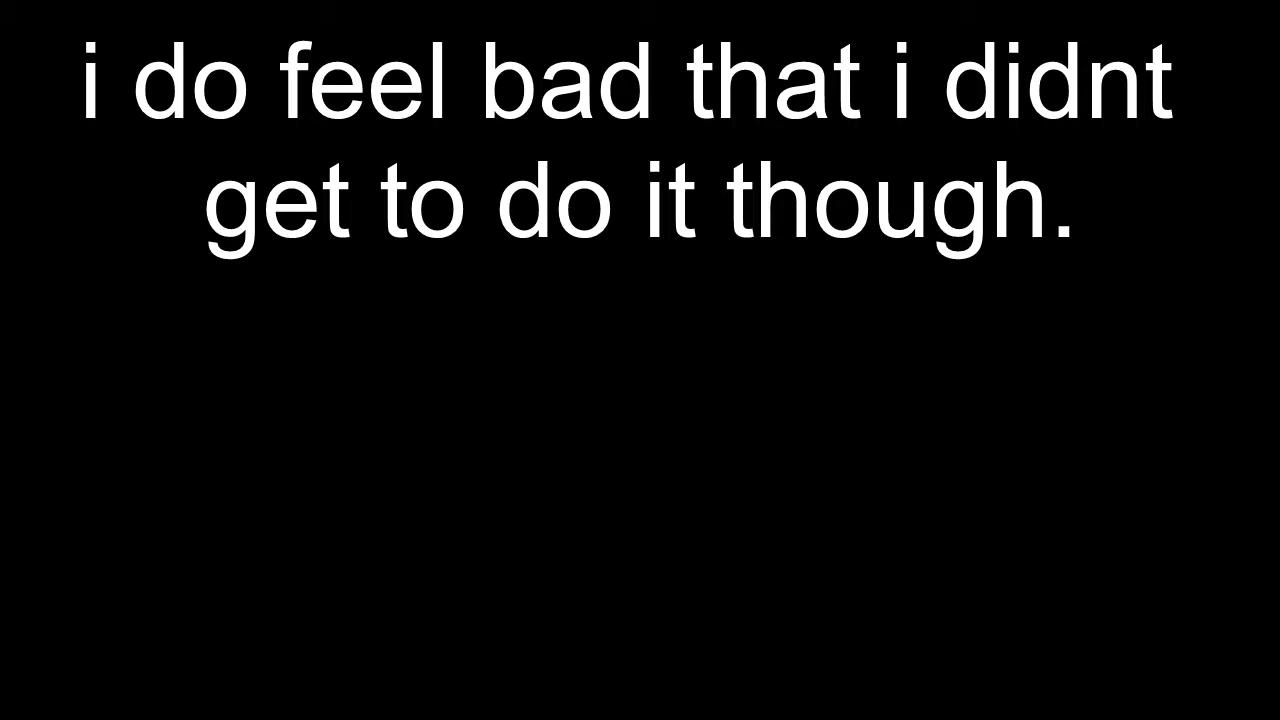 i do feel bad that i didnt
get to do it though.